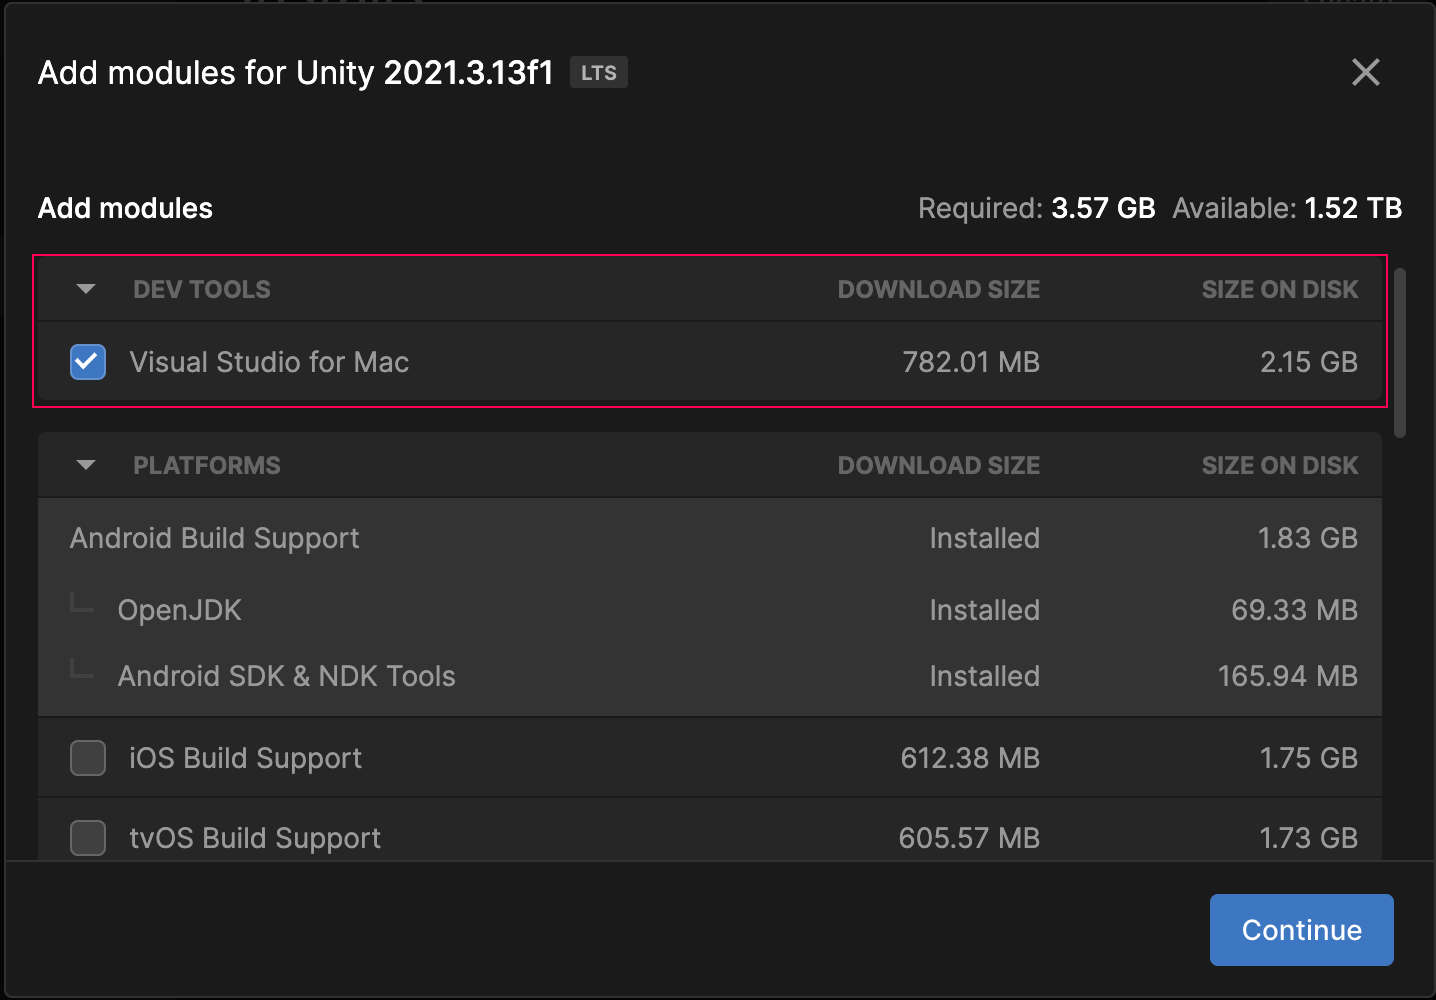 Add modules for Unity 2021.3.13f1 LTS
Add modules Required: 3.57 GB Available: 1.52 TB
DEV TOOLS DOWNLOAD SIZE SIZE ON DISK
Visual Studio for Mac 782.01 MB 2.15 GB
PLATFORMS DOWNLOAD SIZE SIZE ON DISK
Android Build Support Installed 1.83 GB
OpenJDK Installed 69.33 MB
Android SDK & NDK Tools Installed 165.94 MB
iOS Build Support 612.38 MB 1.75 GB
tvOS Build Support 605.57 MB 1.73 GB
Continue